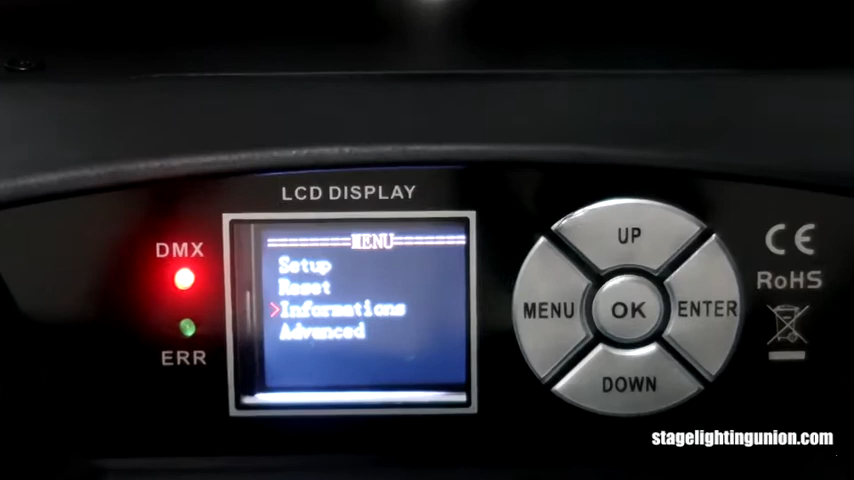 LCD DISPLAY
DMX
ERR
======MENU======
Setup
Reset
>Informations
Advanced
UP
MENU
OK
ENTER
DOWN
CE
RoHS
stagelightingunion.com